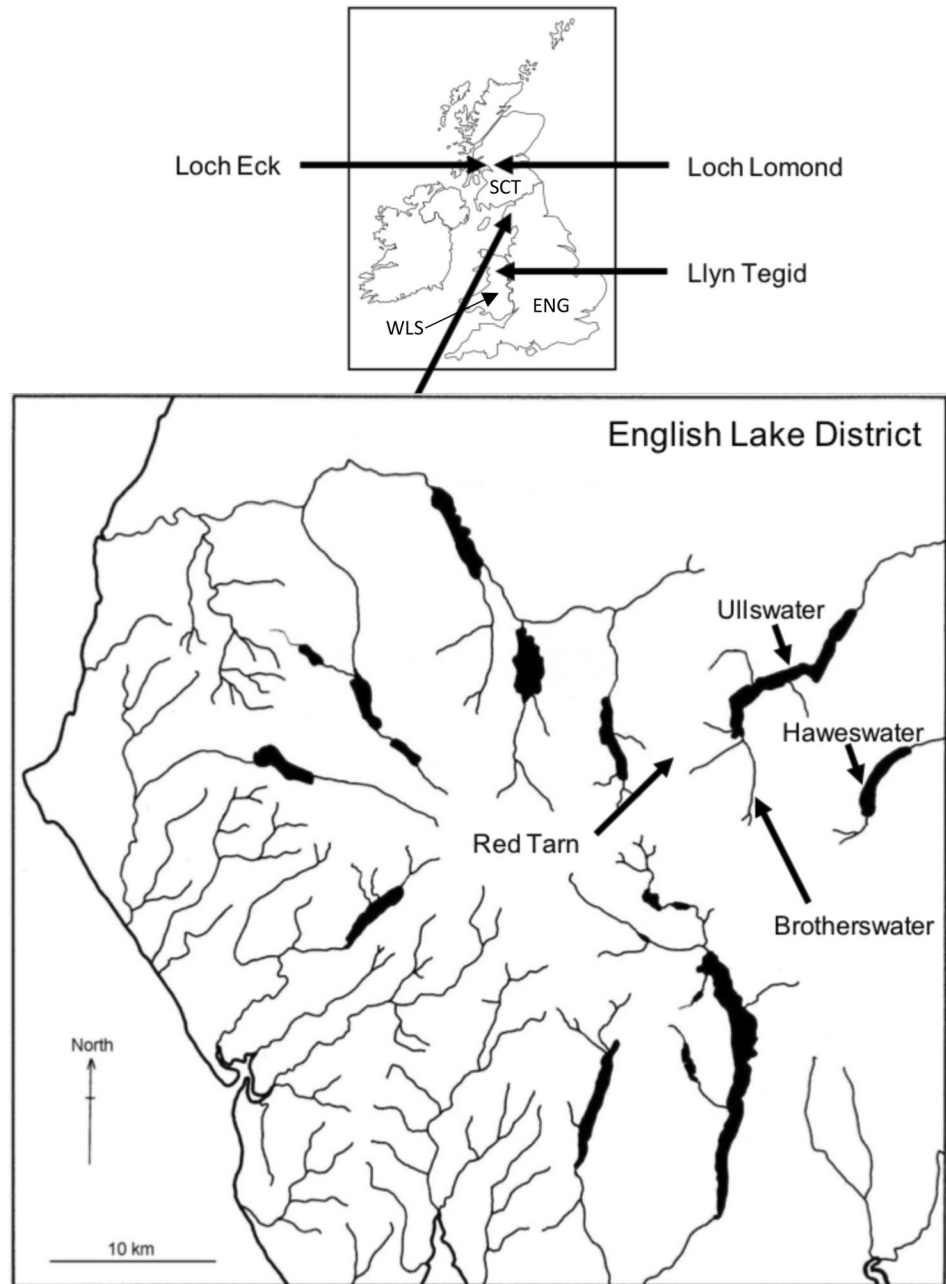 Loch Eck
Loch Lomond
SCT
Llyn Tegid
WLS
ENG
English Lake District
Ullswater
Haweswater
Red Tarn
Brotherswater
North
10 km